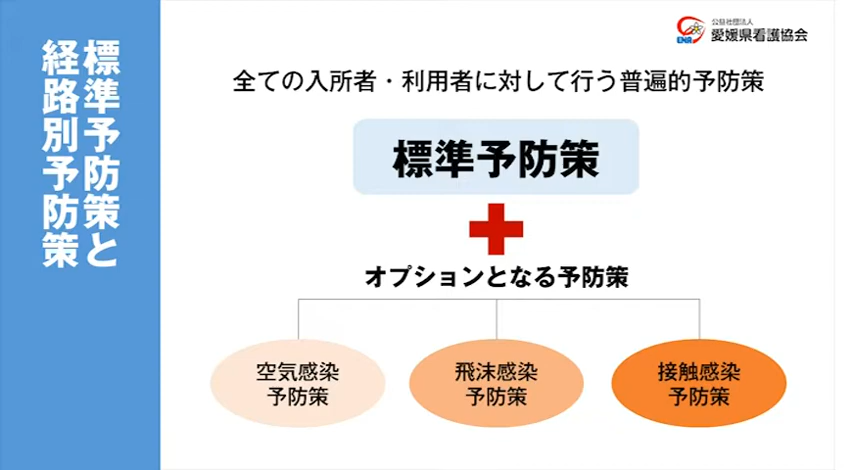 標準予防策と
経路別予防策
公益社団法人
愛媛県看護協会
ENA
全ての入所者・利用者に対して行う普遍的予防策
標準予防策
オプションとなる予防策
空気感染
予防策
飛沫感染
予防策
接触感染
予防策